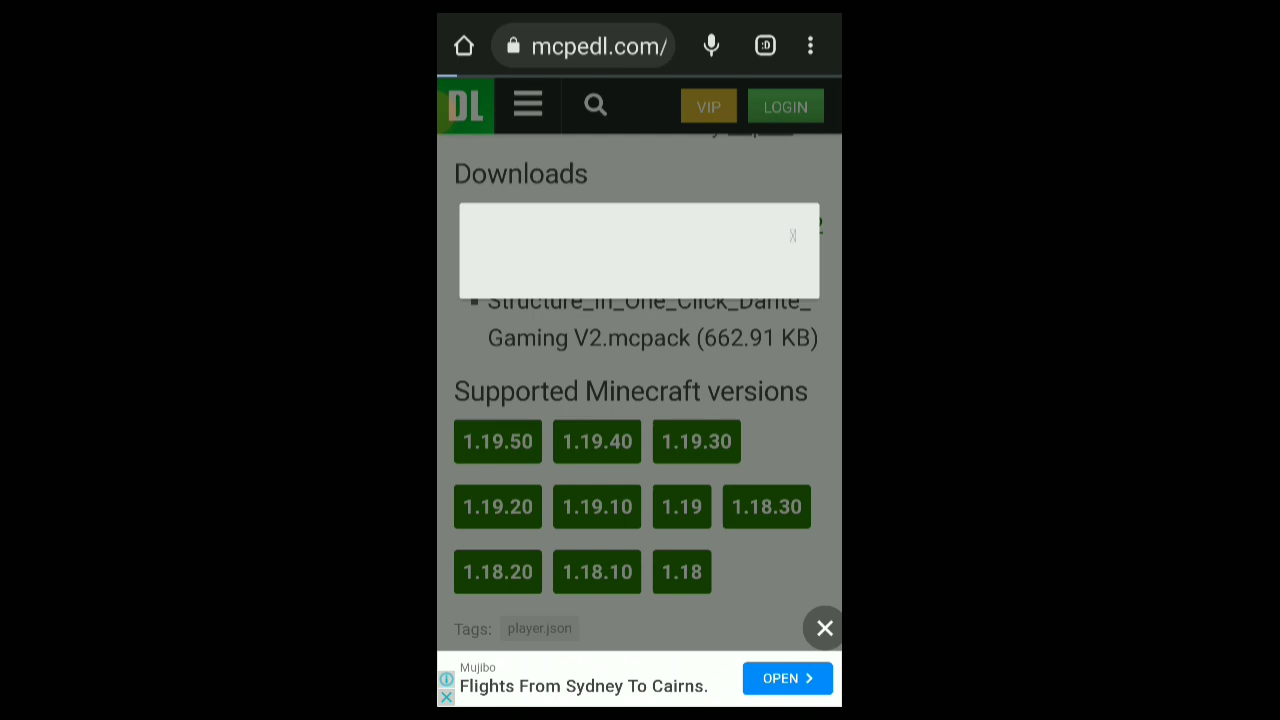 mcpedl.com/
:D
DL
VIP
LOGIN
Downloads
Structure_In_One_Click_Dante_
Gaming V2.mcpack (662.91 KB)
Supported Minecraft versions
1.19.50
1.19.40
1.19.30
1.19.20
1.19.10
1.19
1.18.30
1.18.20
1.18.10
1.18
Tags:
player.json
Mujibo
Flights From Sydney To Cairns.
OPEN